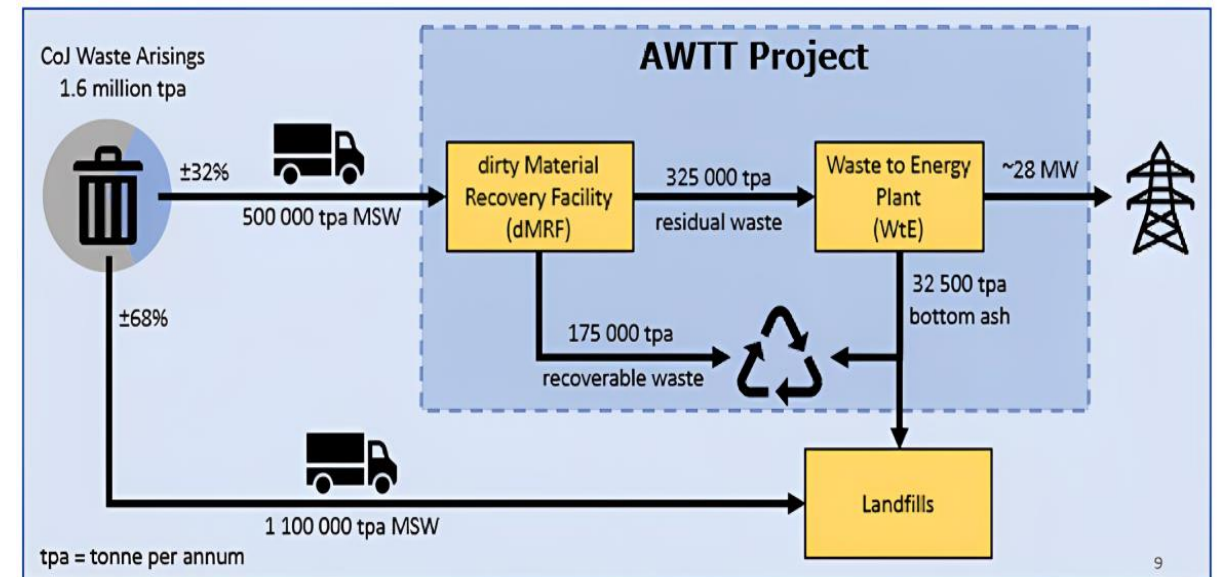 AWTT Project
CoJ Waste Arisings
1.6 million tpa
±32%
500 000 tpa MSW
dirty Material
Recovery Facility
(dMRF)
325 000 tpa
residual waste
Waste to Energy
Plant
(WtE)
~28 MW
±68%
175 000 tpa
recoverable waste
32 500 tpa
bottom ash
Landfills
1 100 000 tpa MSW
tpa = tonne per annum
9